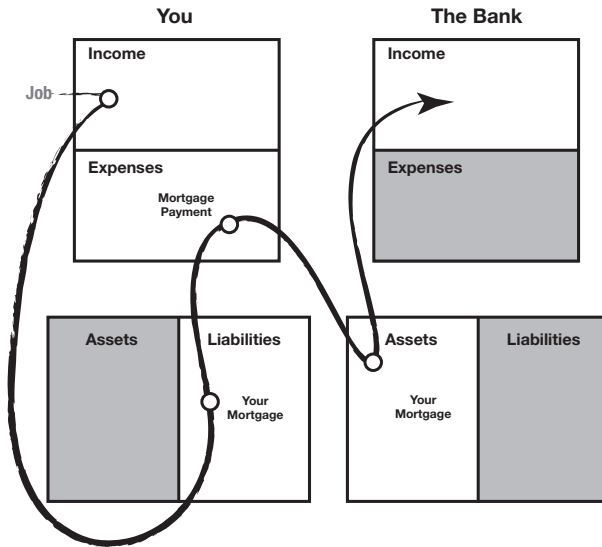 You
Income
Job
Expenses
Mortgage
Payment
Assets
Liabilities
Your
Mortgage
The Bank
Income
Expenses
Assets
Liabilities
Your
Mortgage